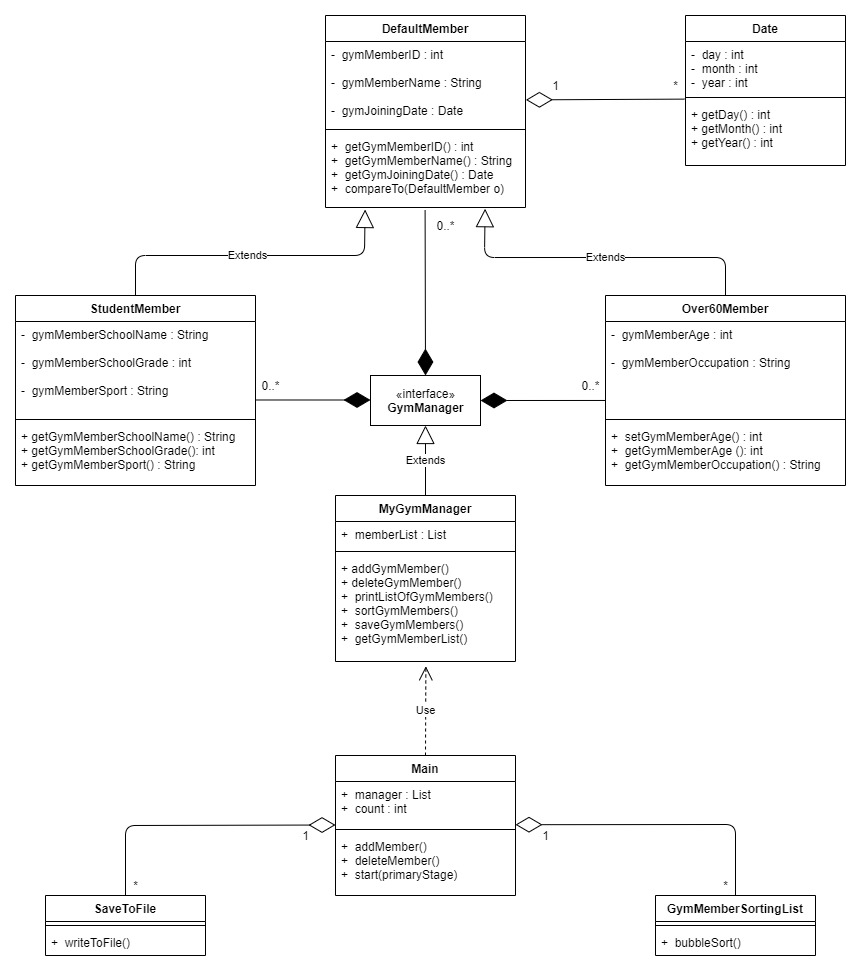 DefaultMember
- gymMemberID : int
- gymMemberName : String
- gymJoiningDate : Date
+ getGymMemberID() : int
+ getGymMemberName() : String
+ getGymJoiningDate() : Date
+ compareTo(DefaultMember o)
1
*
Date
- day : int
- month : int
- year : int
+ getDay() : int
+ getMonth() : int
+ getYear() : int
0..*
Extends
Extends
StudentMember
- gymMemberSchoolName : String
- gymMemberSchoolGrade : int
- gymMemberSport : String
+ getGymMemberSchoolName() : String
+ getGymMemberSchoolGrade(): int
+ getGymMemberSport() : String
0..*
«interface»
GymManager
0..*
Over60Member
- gymMemberAge : int
- gymMemberOccupation : String
+ setGymMemberAge() : int
+ getGymMemberAge (): int
+ getGymMemberOccupation() : String
Extends
MyGymManager
+ memberList : List
+ addGymMember()
+ deleteGymMember()
+ printListOfGymMembers()
+ sortGymMembers()
+ saveGymMembers()
+ getGymMemberList()
Use
Main
+ manager : List
+ count : int
+ addMember()
+ deleteMember()
+ start(primaryStage)
1
1
*
*
SaveToFile
+ writeToFile()
GymMemberSortingList
+ bubbleSort()